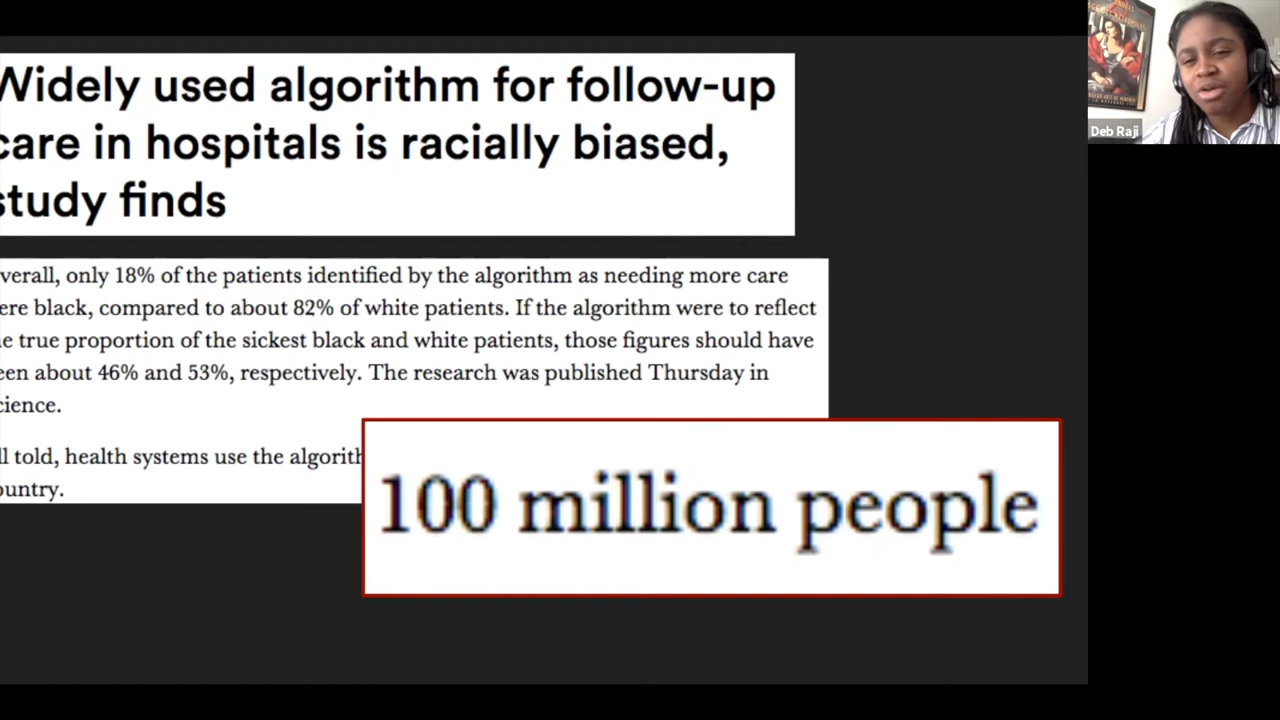 Widely used algorithm for follow-up
care in hospitals is racially biased,
study finds
verall, only 18% of the patients identified by the algorithm as needing more care
ere black, compared to about 82% of white patients. If the algorithm were to reflect
e true proportion of the sickest black and white patients, those figures should have
een about 46% and 53%, respectively. The research was published Thursday in
cience.
ll told, health systems use the algorith
ountry.
100 million people
Deb Raji